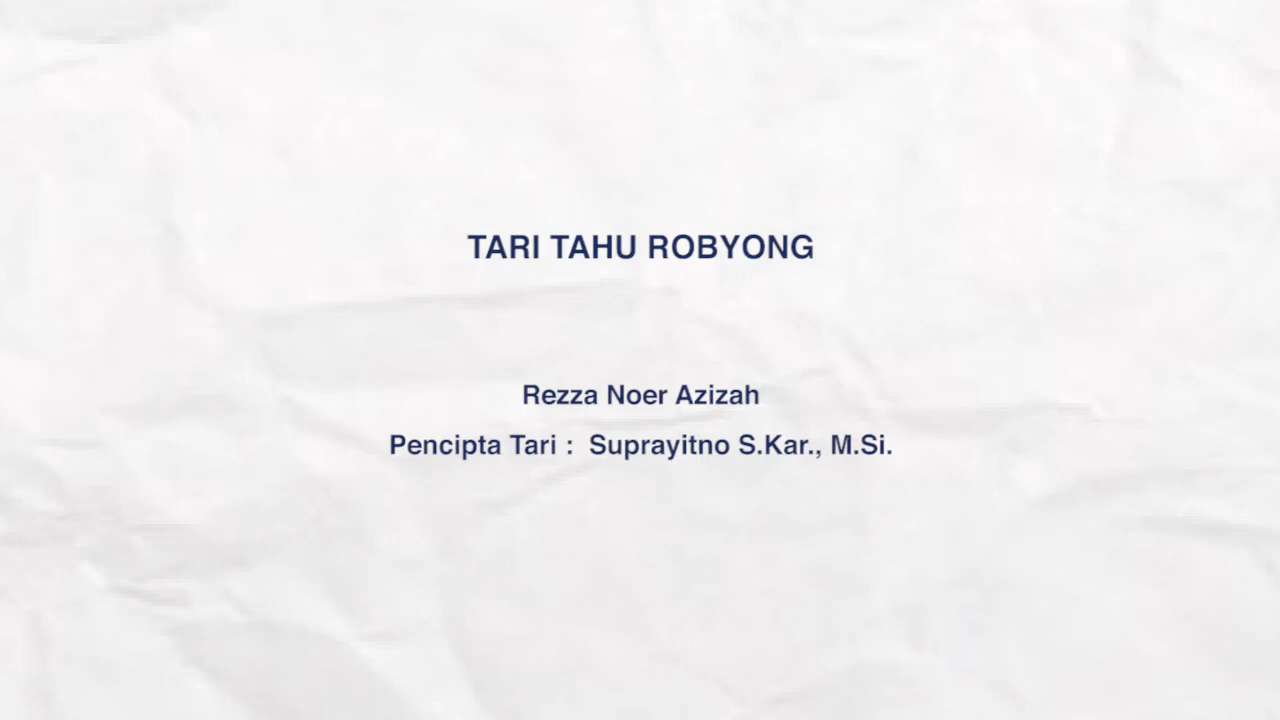 TARI TAHU ROBYONG
Rezza Noer Azizah
Pencipta Tari : Suprayitno S.Kar., M.Si.